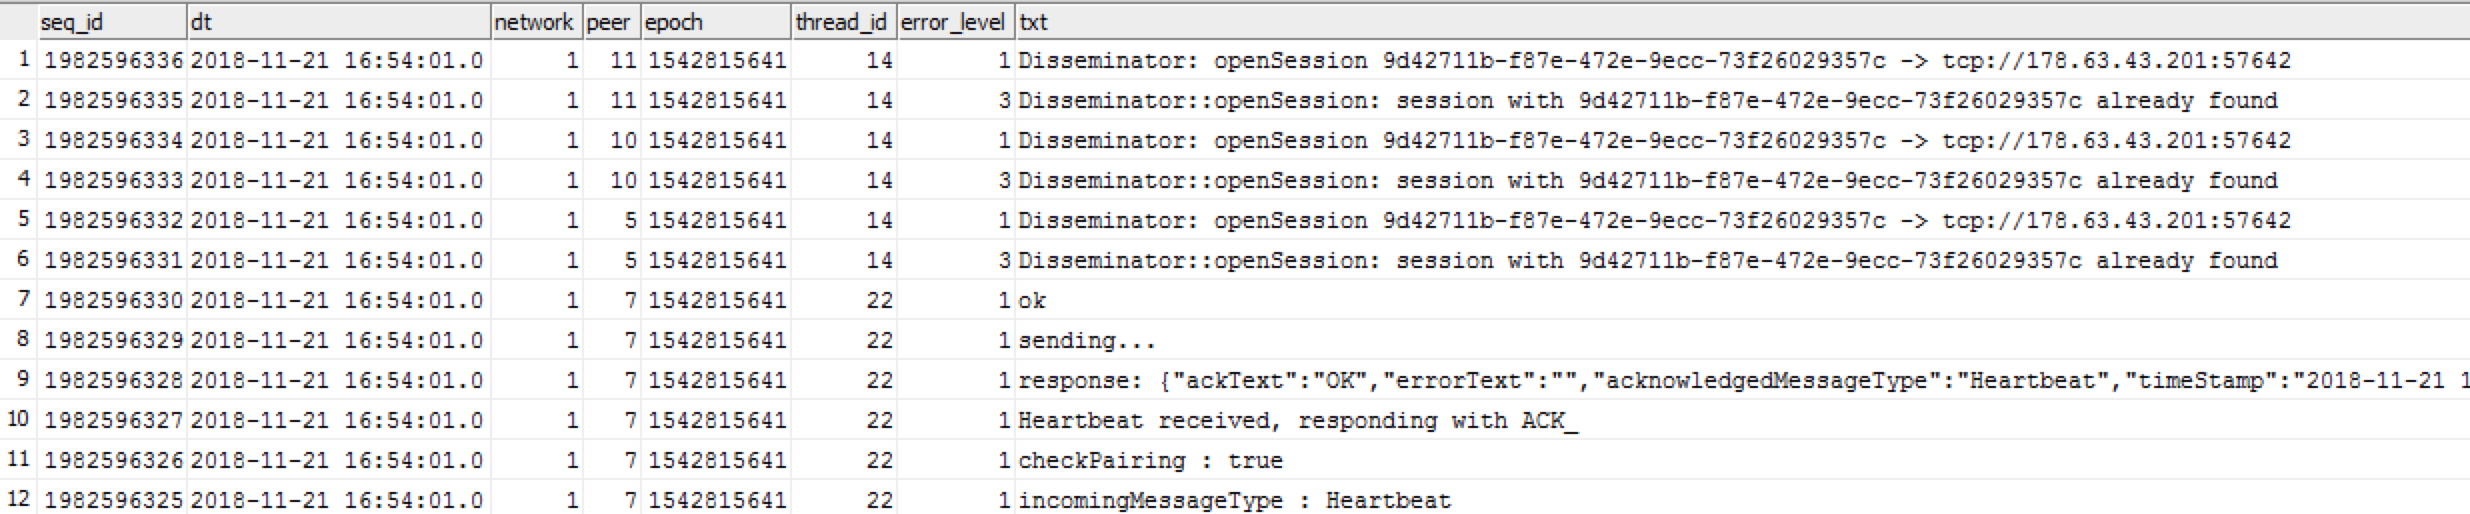 seq_id dt network peer epoch thread_id error_level txt
1 1982596336 2018-11-21 16:54:01.0 1 11 1542815641 14 1 Disseminator: openSession 9d42711b-f87e-472e-9ecc-73f26029357c -> tcp://178.63.43.201:57642
2 1982596335 2018-11-21 16:54:01.0 1 11 1542815641 14 3 Disseminator::openSession: session with 9d42711b-f87e-472e-9ecc-73f26029357c already found
3 1982596334 2018-11-21 16:54:01.0 1 10 1542815641 14 1 Disseminator: openSession 9d42711b-f87e-472e-9ecc-73f26029357c -> tcp://178.63.43.201:57642
4 1982596333 2018-11-21 16:54:01.0 1 10 1542815641 14 3 Disseminator::openSession: session with 9d42711b-f87e-472e-9ecc-73f26029357c already found
5 1982596332 2018-11-21 16:54:01.0 1 5 1542815641 14 1 Disseminator: openSession 9d42711b-f87e-472e-9ecc-73f26029357c -> tcp://178.63.43.201:57642
6 1982596331 2018-11-21 16:54:01.0 1 5 1542815641 14 3 Disseminator::openSession: session with 9d42711b-f87e-472e-9ecc-73f26029357c already found
7 1982596330 2018-11-21 16:54:01.0 1 7 1542815641 22 1 ok
8 1982596329 2018-11-21 16:54:01.0 1 7 1542815641 22 1 sending...
9 1982596328 2018-11-21 16:54:01.0 1 7 1542815641 22 1 response: {"ackText":"OK","errorText":"","acknowledgedMessageType":"Heartbeat","timeStamp":"2018-11-21 1
10 1982596327 2018-11-21 16:54:01.0 1 7 1542815641 22 1 Heartbeat received, responding with ACK_
11 1982596326 2018-11-21 16:54:01.0 1 7 1542815641 22 1 checkPairing : true
12 1982596325 2018-11-21 16:54:01.0 1 7 1542815641 22 1 incomingMessageType : Heartbeat